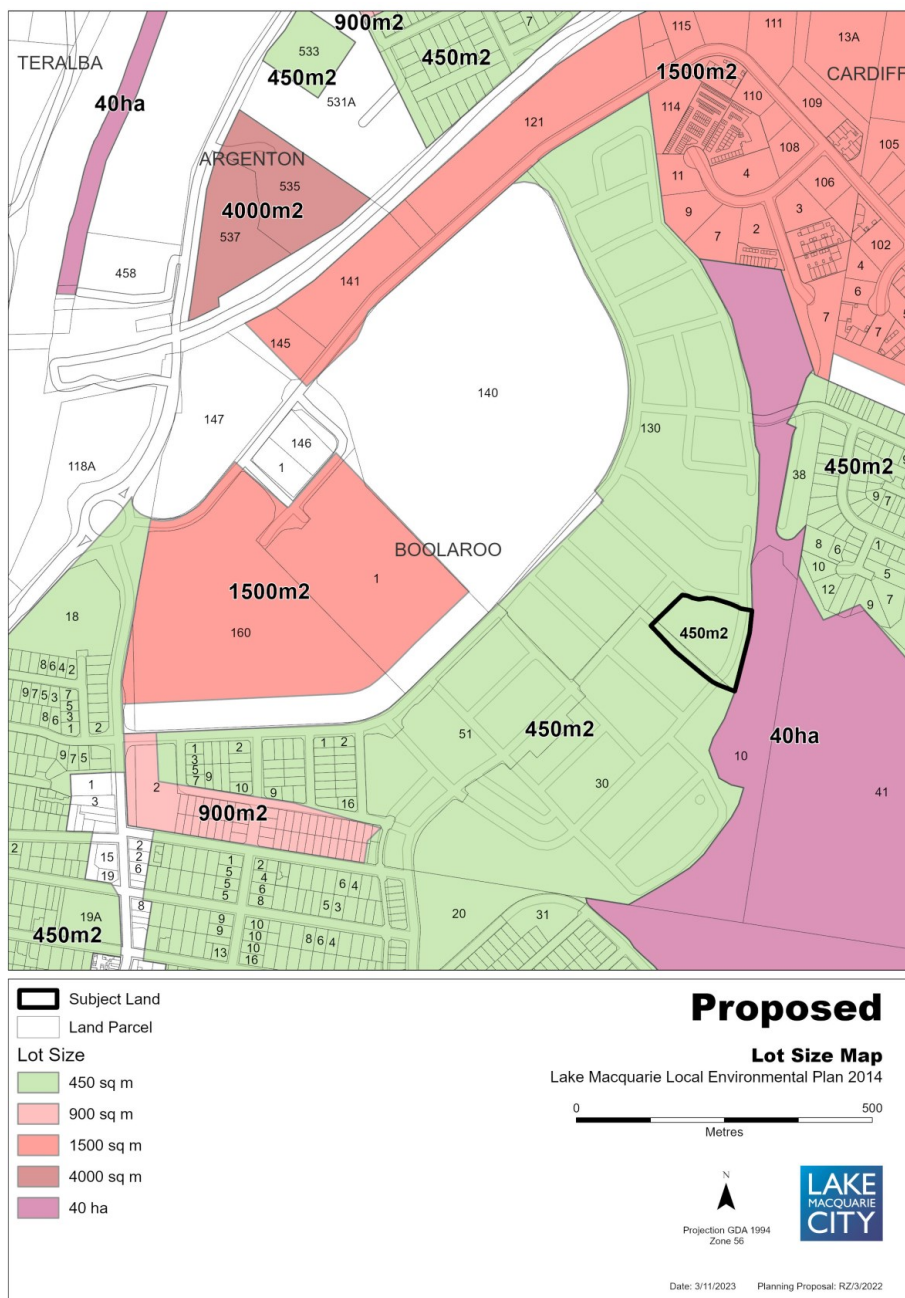 900m2
533
450m2
7
450m2
115
111
13A
TERALBA
40ha
531A
1500m2
CARDIFF
121
114
110
109
105
ARGENTON
535
4000m2
537
108
11
4
106
9
3
7
2
102
4
6
7
7
458
141
145
140
147
146
1
130
118A
38
450m2
9
7
8
6
1
10
5
12
7
9
BOOLAROO
1
1500m2
160
18
450m2
8 6 4 2
9 7 5 3 7
5
8 6 3
1 2
9 7 5
51
450m2
30
40ha
10
41
1 2 1 2
3
5
7 9
10 9 16
2
900m2
1
3
2
15
19
2
2
6
8
2
19A
450m2
1
5
5
5
2
4
6
8
6 4
5 3
9
9
13
10
10
10
16
8 6 4
20
31
Subject Land
Land Parcel
Lot Size
450 sq m
900 sq m
1500 sq m
4000 sq m
40 ha
Proposed
Lot Size Map
Lake Macquarie Local Environmental Plan 2014
0 500
Metres
N
Projection GDA 1994
Zone 56
LAKE
MACQUARIE
CITY
Date: 3/11/2023 Planning Proposal: RZ/3/2022